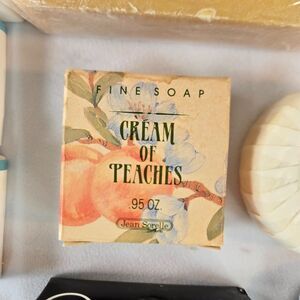 FINE SOAP
CREAM
OF
PEACHES
.95 OZ.
Jean Sorelle